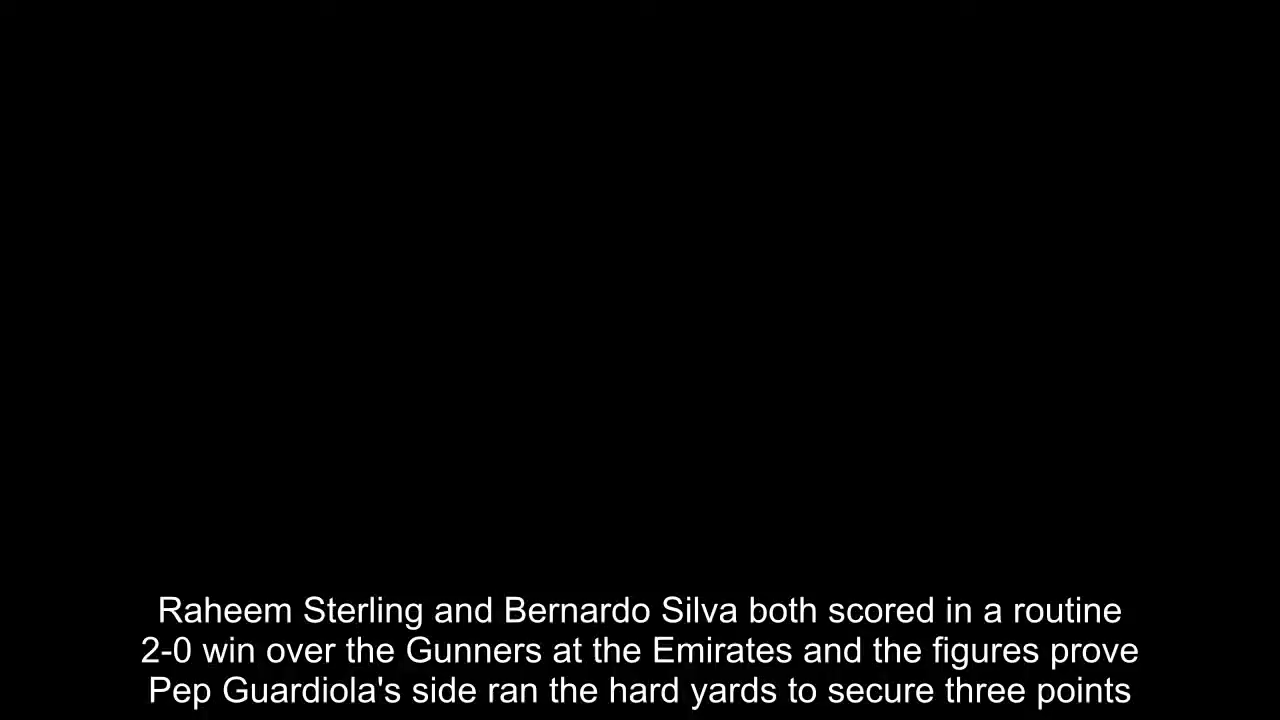 Raheem Sterling and Bernardo Silva both scored in a routine
2-0 win over the Gunners at the Emirates and the figures prove
Pep Guardiola's side ran the hard yards to secure three points